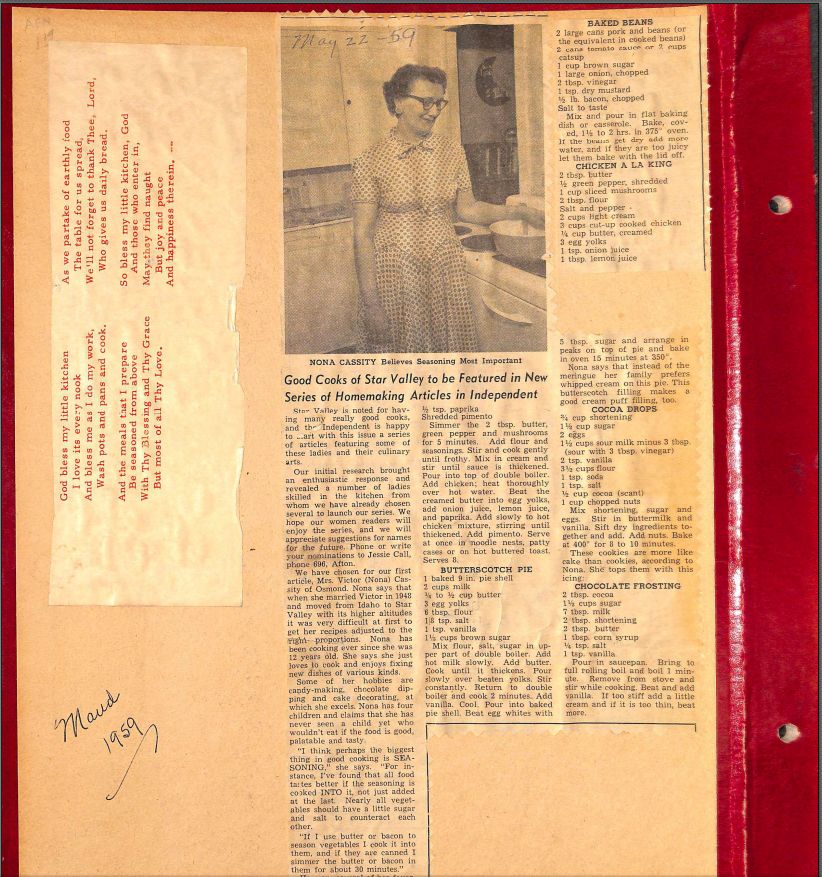 May 22 - 59
God bless my little kitchen
I love its every nook
And bless me as I do my work,
Wash pots and pans and cook.
And the meals that I prepare
Be seasoned from above
With Thy Blessing and Thy Grace
But most of all Thy Love.
As we partake of earthly food
The table for us spread,
We'll not forget to thank Thee, Lord,
Who gives us daily bread.
So bless my little kitchen, God
And those who enter in,
May they find naught
But joy and peace
And happiness therein. --
Maud
1959
NONA CASSITY Believes Seasoning Most Important
Good Cooks of Star Valley to be Featured in New
Series of Homemaking Articles in Independent
Star Valley is noted for hav-
ing many really good cooks,
and the Independent is happy
to ...art with this issue a series
of articles featuring some of
these ladies and their culinary
arts.
Our initial research brought
an enthusiastic response and
revealed a number of ladies
skilled in the kitchen from
whom we have already chosen
several to launch our series. We
hope our women readers will
enjoy the series, and we will
appreciate suggestions for names
for the future. Phone or write
your nominations to Jessie Call,
phone 696, Afton.
We have chosen for our first
article, Mrs. Victor (Nona) Cas-
sity of Osmond. Nona says that
when she married Victor in 1948
and moved from Idaho to Star
Valley with its higher altitudes
it was very difficult at first to
get her recipes adjusted to the
right proportions. Nona has
been cooking ever since she was
12 years old. She says she just
loves to cook and enjoys fixing
new dishes of various kinds.
Some of her hobbies are
candy-making, chocolate dip-
ping and cake decorating, at
which she excels. Nona has four
children and claims that she has
never seen a child yet who
wouldn't eat if the food is good,
palatable and tasty.
"I think perhaps the biggest
thing in good cooking is SEA-
SONING," she says. "For in-
stance, I've found that all food
tastes better if the seasoning is
cooked INTO it, not just added
at the last. Nearly all veget-
ables should have a little sugar
and salt to counteract each
other.
"If I use butter or bacon to
season vegetables I cook it into
them, and if they are canned I
simmer the butter or bacon in
them for about 30 minutes."
BAKED BEANS
2 large cans pork and beans (or
the equivalent in cooked beans)
2 cans tomato sauce or 2 cups
catsup
1 cup brown sugar
1 large onion, chopped
2 tbsp. vinegar
1 tsp. dry mustard
½ lb. bacon, chopped
Salt to taste
Mix and pour in flat baking
dish or casserole. Bake, cov-
ed, 1½ to 2 hrs. in 375° oven.
If the beans get dry add more
water, and if they are too juicy
let them bake with the lid off.
CHICKEN A LA KING
2 tbsp. butter
½ green pepper, shredded
1 cup sliced mushrooms
2 tbsp. flour
Salt and pepper
2 cups light cream
3 cups cut-up cooked chicken
¼ cup butter, creamed
3 egg yolks
1 tsp. onion juice
1 tbsp. lemon juice
½ tsp. paprika
Shredded pimento
Simmer the 2 tbsp. butter,
green pepper and mushrooms
for 5 minutes. Add flour and
seasonings. Stir and cook gently
until frothy. Mix in cream and
stir until sauce is thickened.
Pour into top of double boiler.
Add chicken; heat thoroughly
over hot water. Beat the
creamed butter into egg yolks,
add onion juice, lemon juice,
and paprika. Add slowly to hot
chicken mixture, stirring until
thickened. Add pimento. Serve
at once in noodle nests, patty
cases or on hot buttered toast.
Serves 8.
BUTTERSCOTCH PIE
1 baked 9 in. pie shell
2 cups milk
¼ to ½ cup butter
3 egg yolks
6 tbsp. flour
1/8 tsp. salt
1 tsp. vanilla
1½ cups brown sugar
Mix flour, salt, sugar in up-
per part of double boiler. Add
hot milk slowly. Add butter.
Cook until it thickens. Pour
slowly over beaten yolks. Stir
constantly. Return to double
boiler and cook 2 minutes. Add
vanilla. Cool. Pour into baked
pie shell. Beat egg whites with
5 tbsp. sugar and arrange in
peaks on top of pie and bake
in oven 15 minutes at 350°.
Nona says that instead of the
meringue her family prefers
whipped cream on this pie. This
butterscotch filling makes a
good cream puff filling, too.
COCOA DROPS
¾ cup shortening
1½ cup sugar
2 eggs
1½ cups sour milk minus 3 tbsp.
(sour with 3 tbsp. vinegar)
2 tsp. vanilla
3½ cups flour
1 tsp. soda
1 tsp. salt
½ cup cocoa (scant)
1 cup chopped nuts
Mix shortening, sugar and
eggs. Stir in buttermilk and
vanilla. Sift dry ingredients to-
gether and add. Add nuts. Bake
at 400° for 8 to 10 minutes.
These cookies are more like
cake than cookies, according to
Nona. She tops them with this
icing:
CHOCOLATE FROSTING
2 tbsp. cocoa
1½ cups sugar
7 tbsp. milk
2 tbsp. shortening
2 tbsp. butter
1 tbsp. corn syrup
¼ tsp. salt
1 tsp. vanilla
Pour in saucepan. Bring to
full rolling boil and boil 1 min-
ute. Remove from stove and
stir while cooking. Beat and add
vanilla. If too stiff add a little
cream and if it is too thin, beat
more.